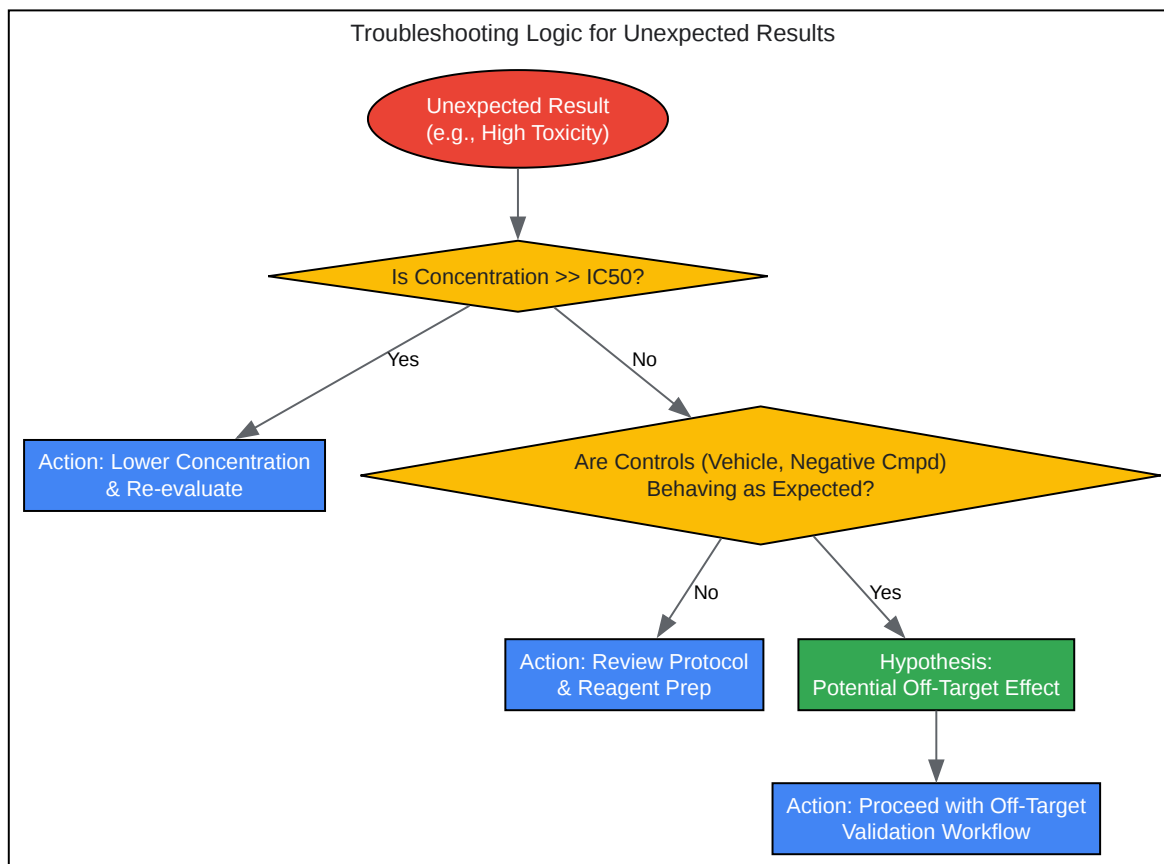 Troubleshooting Logic for Unexpected Results
Unexpected Result
(e.g., High Toxicity)
Is Concentration >> IC50?
Yes
No
Action: Lower Concentration
& Re-evaluate
Are Controls (Vehicle, Negative Cmpd)
Behaving as Expected?
No
Yes
Action: Review Protocol
& Reagent Prep
Hypothesis:
Potential Off-Target Effect
Action: Proceed with Off-Target
Validation Workflow